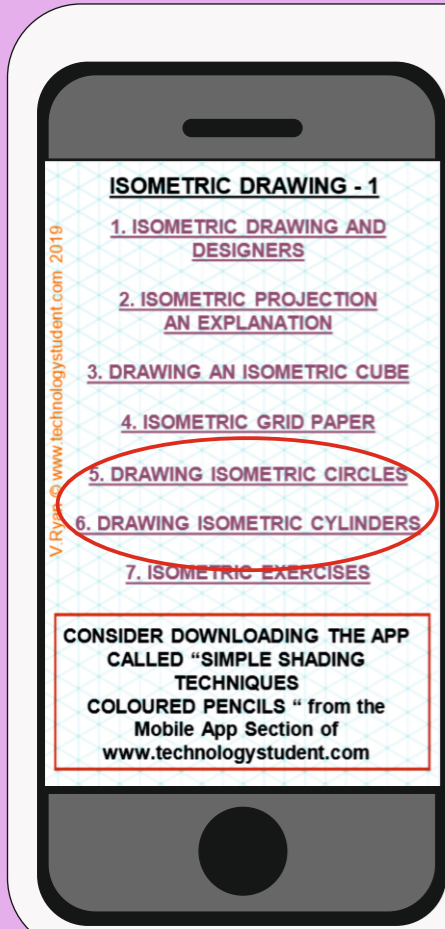 ISOMETRIC DRAWING - 1
1. ISOMETRIC DRAWING AND
DESIGNERS
2. ISOMETRIC PROJECTION
AN EXPLANATION
3. DRAWING AN ISOMETRIC CUBE
4. ISOMETRIC GRID PAPER
5. DRAWING ISOMETRIC CIRCLES
6. DRAWING ISOMETRIC CYLINDERS
7. ISOMETRIC EXERCISES
V.Ryan © www.technologystudent.com 2019
CONSIDER DOWNLOADING THE APP
CALLED “SIMPLE SHADING
TECHNIQUES
COLOURED PENCILS “ from the
Mobile App Section of
www.technologystudent.com